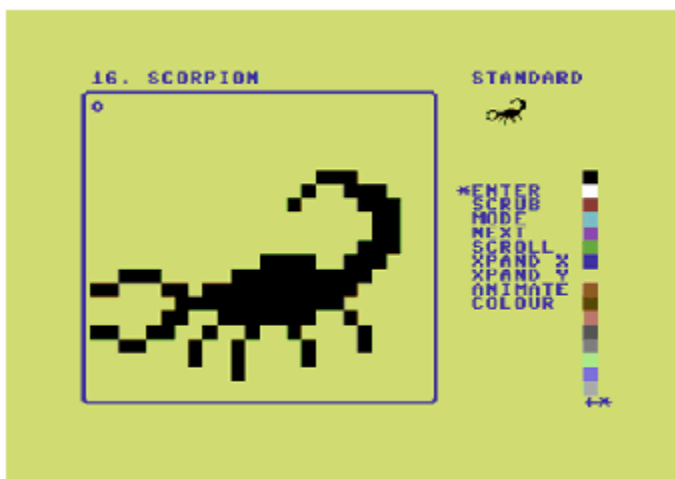 16. SCORPION
STANDARD
*ENTER
SCRUB
MODE
NEXT
SCROLL
XPAND X
XPAND Y
ANIMATE
COLOUR
←*